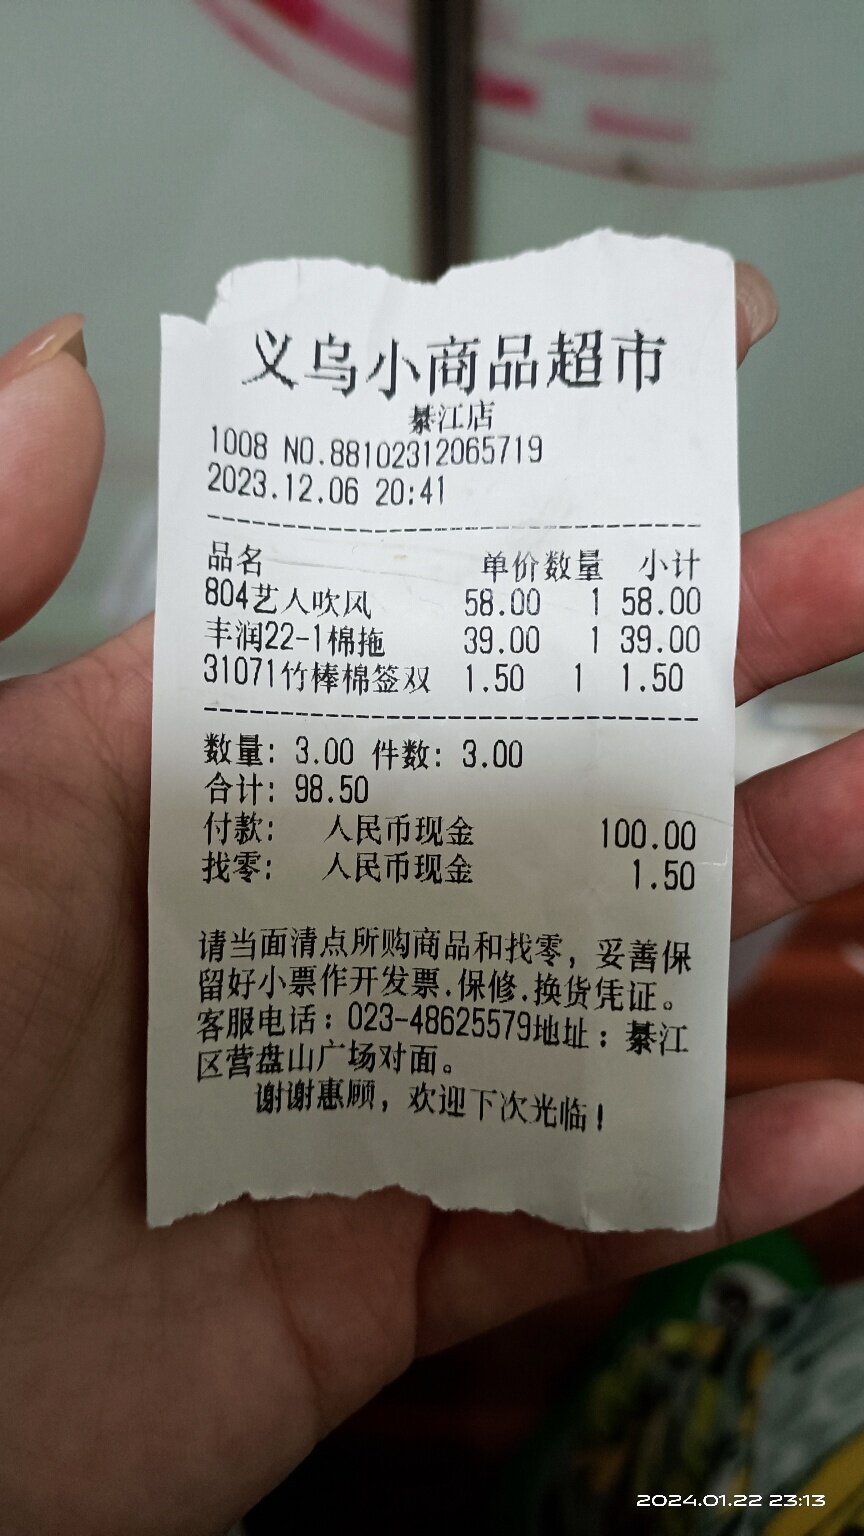 义乌小商品超市
綦江店
1008 NO.88102312065719
2023.12.06 20:41
品名 单价 数量 小计
804艺人吹风 58.00 1 58.00
丰润22-1棉拖 39.00 1 39.00
31071竹棒棉签双 1.50 1 1.50
数量: 3.00 件数: 3.00
合计: 98.50
付款: 人民币现金 100.00
找零: 人民币现金 1.50
请当面清点所购商品和找零, 妥善保
留好小票作开发票.保修.换货凭证。
客服电话: 023-48625579地址: 綦江
区营盘山广场对面。
谢谢惠顾, 欢迎下次光临!
2024.01.22 23:13